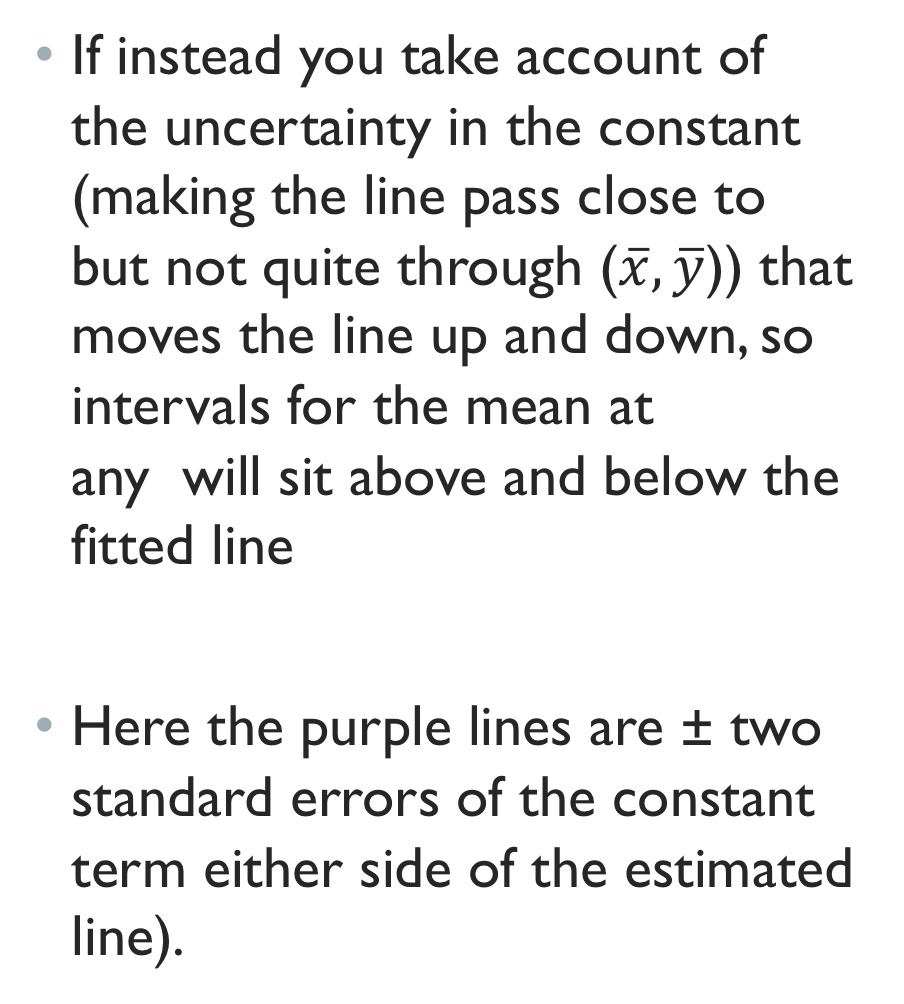 • If instead you take account of
the uncertainty in the constant
(making the line pass close to
but not quite through (x̄, ȳ)) that
moves the line up and down, so
intervals for the mean at
any  will sit above and below the
fitted line
• Here the purple lines are ± two
standard errors of the constant
term either side of the estimated
line).